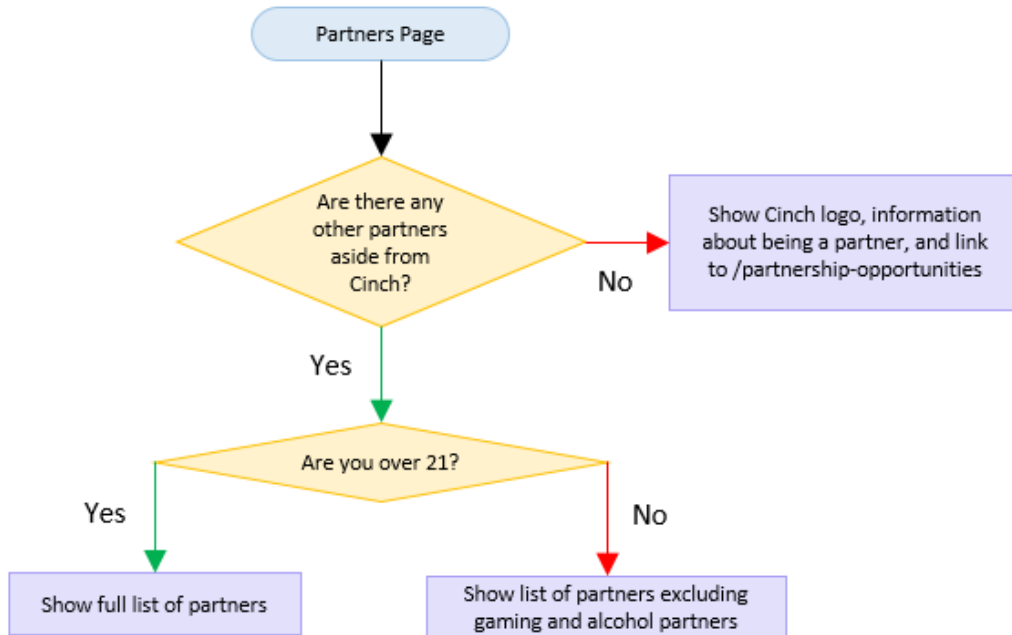 Partners Page
Are there any
other partners
aside from
Cinch?
No
Show Cinch logo, information
about being a partner, and link
to /partnership-opportunities
Yes
Are you over 21?
Yes
No
Show full list of partners
Show list of partners excluding
gaming and alcohol partners